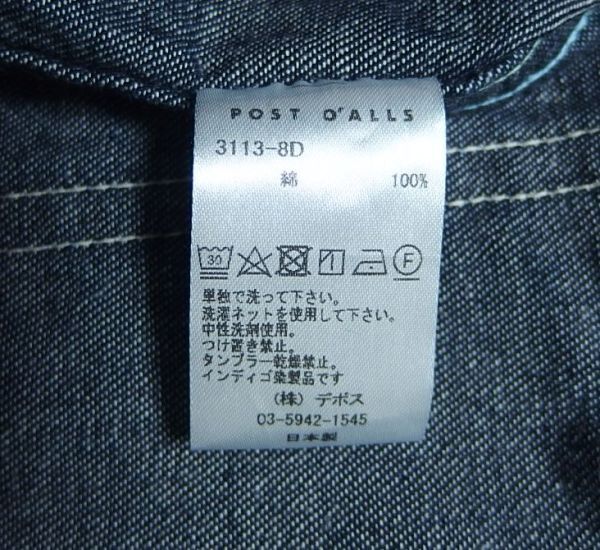 POST O'ALLS
3113-8D
綿 100%
30 F
単独で洗って下さい。
洗濯ネットを使用して下さい。
中性洗剤使用。
つけ置き禁止。
タンブラー乾燥禁止。
インディゴ染製品です
(株) デポス
03-5942-1545
日本製